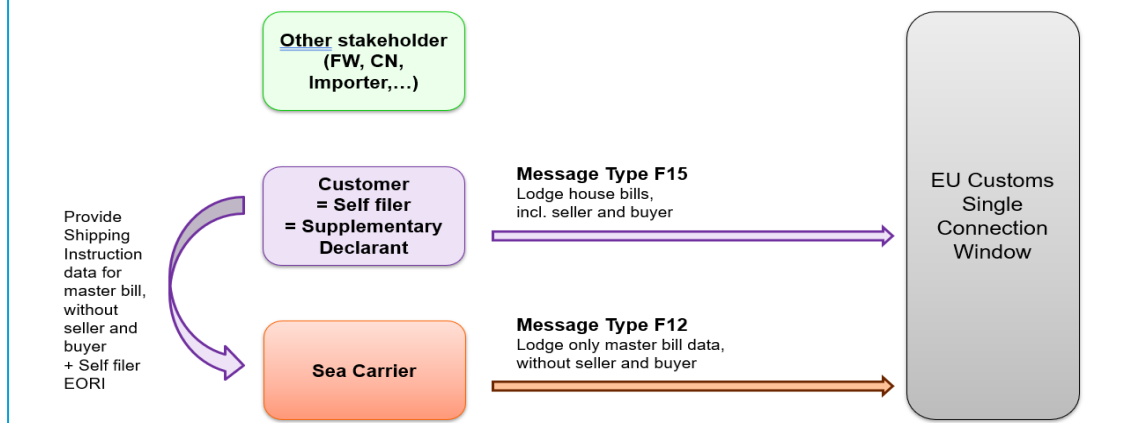 Other stakeholder
(FW, CN,
Importer,…)
Customer
= Self filer
= Supplementary
Declarant
Message Type F15
Lodge house bills,
incl. seller and buyer
EU Customs
Single
Connection
Window
Provide
Shipping
Instruction
data for
master bill,
without
seller and
buyer
+ Self filer
EORI
Sea Carrier
Message Type F12
Lodge only master bill data,
without seller and buyer